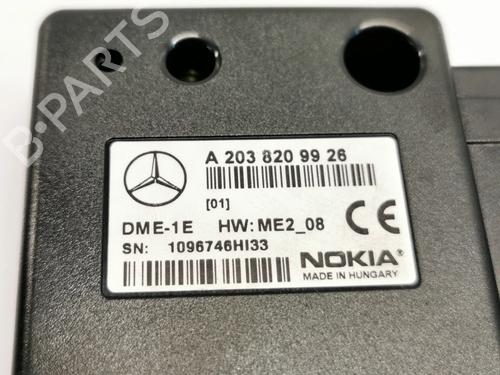 B-PARTS
A 203 820 99 26
[01]
DME-1E HW: ME2_08 CE
SN: 1096746HI33
NOKIA®
MADE IN HUNGARY